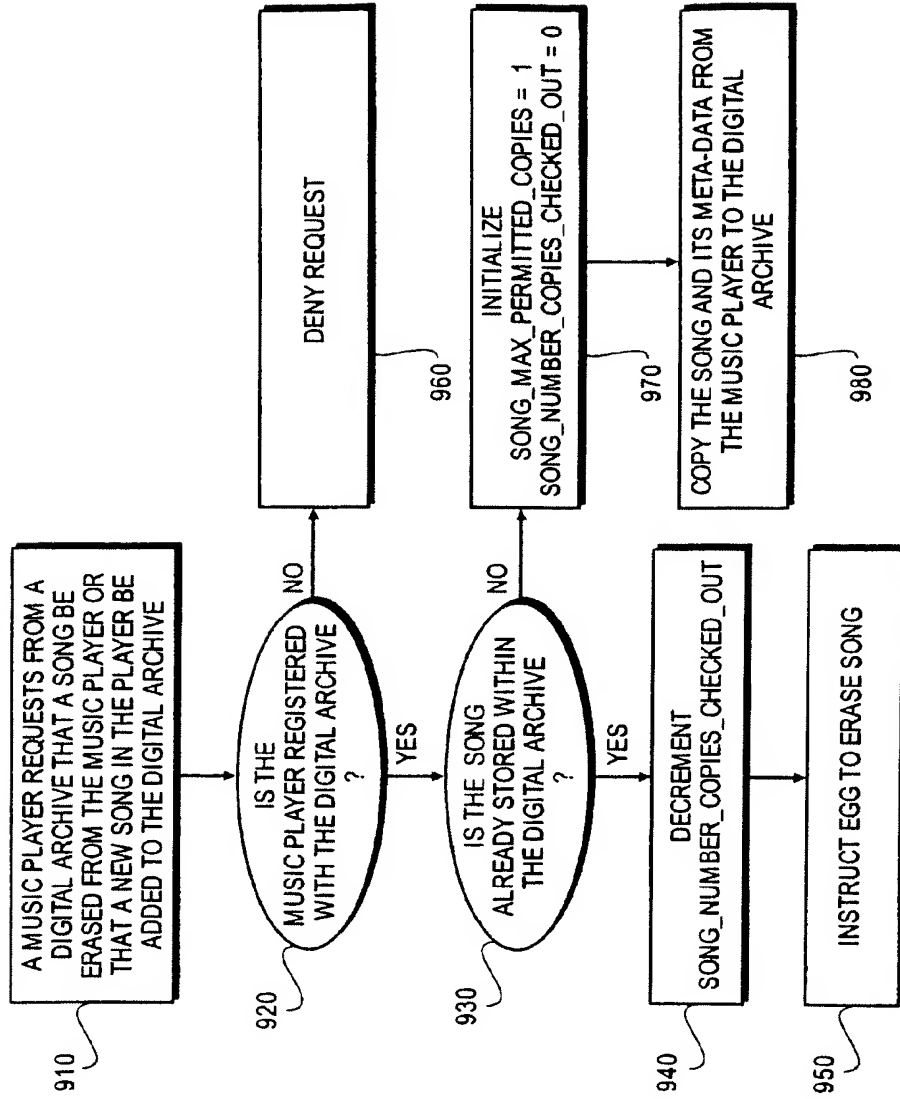 A MUSIC PLAYER REQUESTS FROM A
DIGITAL ARCHIVE THAT A SONG BE
ERASED FROM THE MUSIC PLAYER OR
THAT A NEW SONG IN THE PLAYER BE
ADDED TO THE DIGITAL ARCHIVE
910
IS THE
MUSIC PLAYER REGISTERED
WITH THE DIGITAL ARCHIVE
?
920
NO
DENY REQUEST
960
YES
IS THE SONG
ALREADY STORED WITHIN
THE DIGITAL ARCHIVE
?
930
NO
INITIALIZE
SONG_MAX_PERMITTED_COPIES = 1
SONG_NUMBER_COPIES_CHECKED_OUT = 0
970
YES
DECREMENT
SONG_NUMBER_COPIES_CHECKED_OUT
940
COPY THE SONG AND ITS META-DATA FROM
THE MUSIC PLAYER TO THE DIGITAL
ARCHIVE
980
INSTRUCT EGG TO ERASE SONG
950